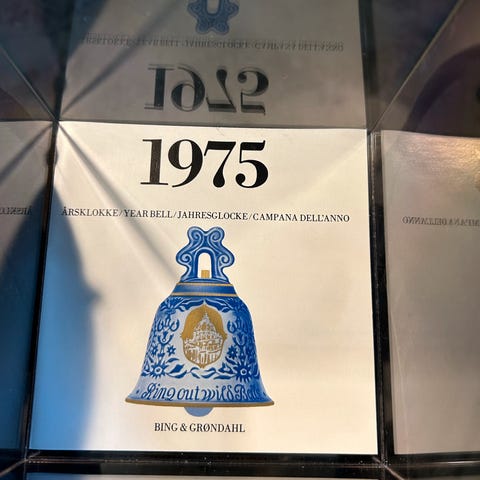 1975
ÅRSKLOKKE/YEAR BELL/JAHRESGLOCKE/CAMPANA DELL'ANNO
Ring out wild Bells
BING & GRØNDAHL